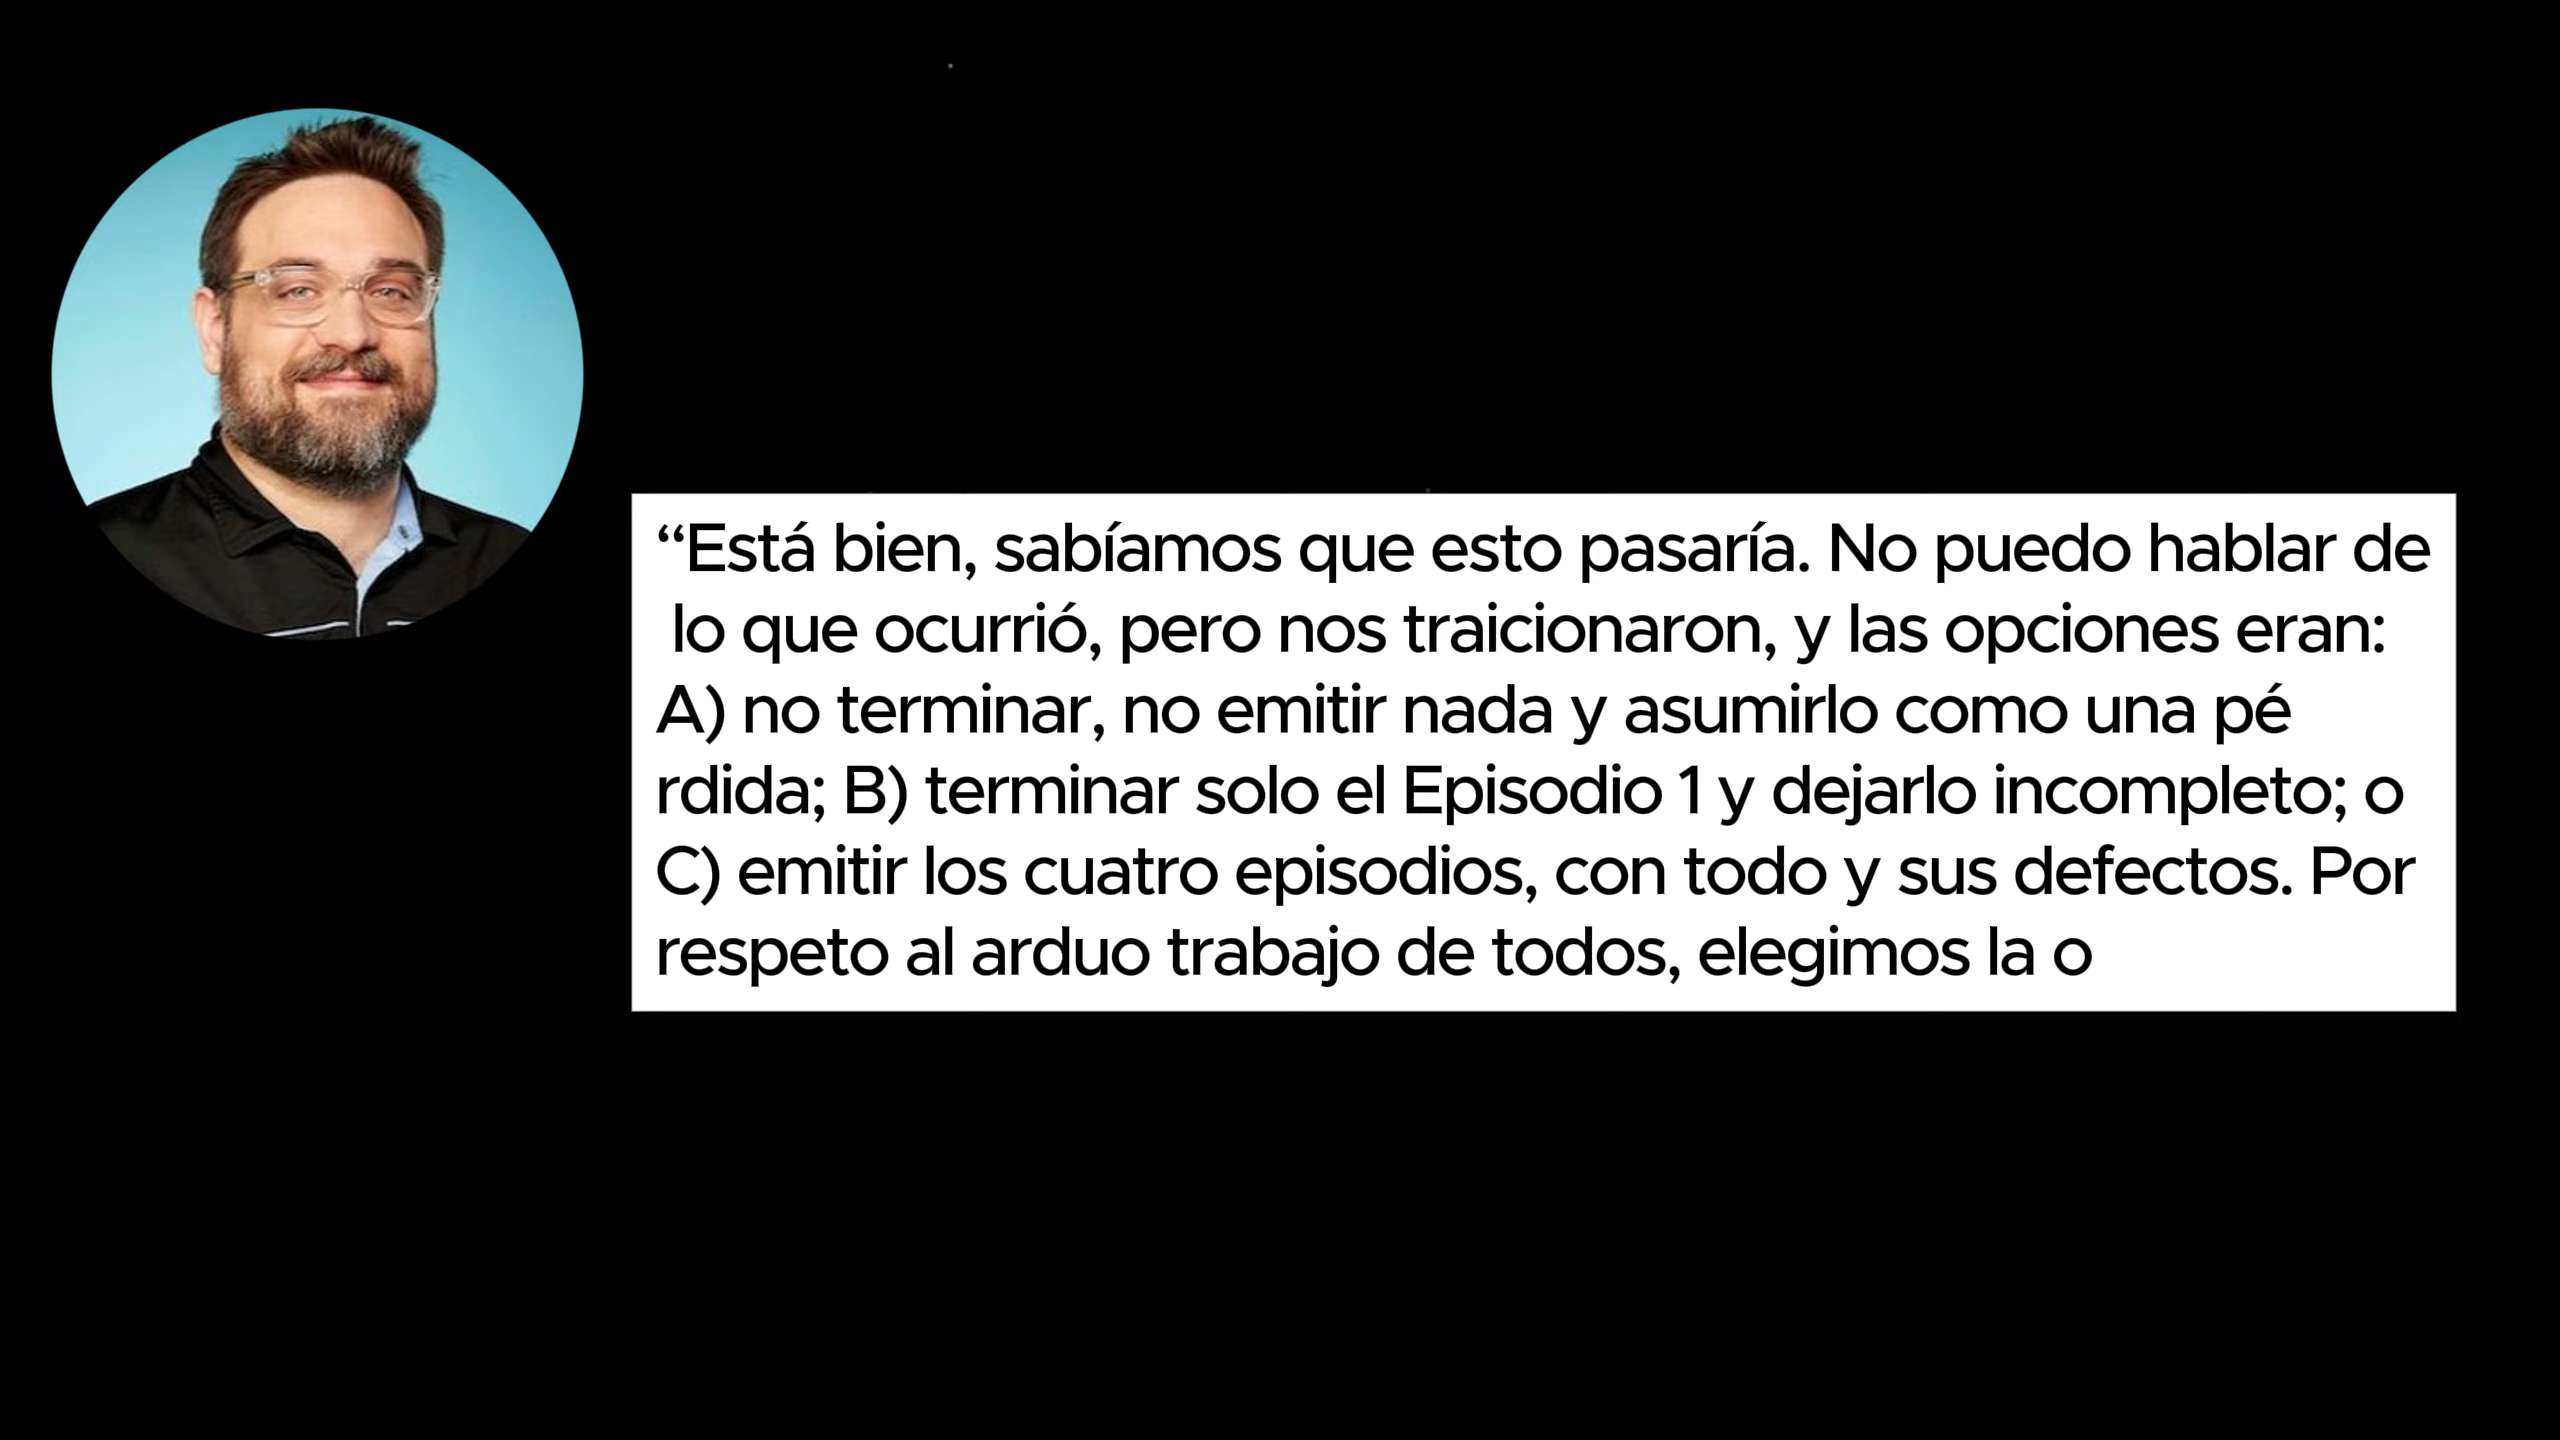 “Está bien, sabíamos que esto pasaría. No puedo hablar de
lo que ocurrió, pero nos traicionaron, y las opciones eran:
A) no terminar, no emitir nada y asumirlo como una pé
rdida; B) terminar solo el Episodio 1 y dejarlo incompleto; o
C) emitir los cuatro episodios, con todo y sus defectos. Por
respeto al arduo trabajo de todos, elegimos la o